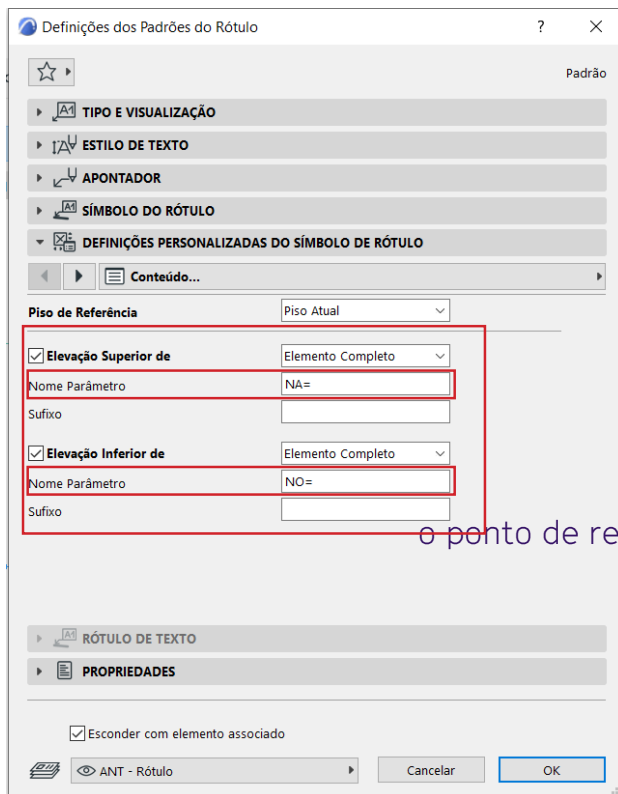 Definições dos Padrões do Rótulo
?
Padrão
A1 TIPO E VISUALIZAÇÃO
ESTILO DE TEXTO
APONTADOR
A1 SÍMBOLO DO RÓTULO
DEFINIÇÕES PERSONALIZADAS DO SÍMBOLO DE RÓTULO
Conteúdo...
Piso de Referência Piso Atual
Elevação Superior de Elemento Completo
Nome Parâmetro NA=
Sufixo
Elevação Inferior de Elemento Completo
Nome Parâmetro NO=
Sufixo
o ponto de re
A1 RÓTULO DE TEXTO
PROPRIEDADES
Esconder com elemento associado
ANT - Rótulo Cancelar OK